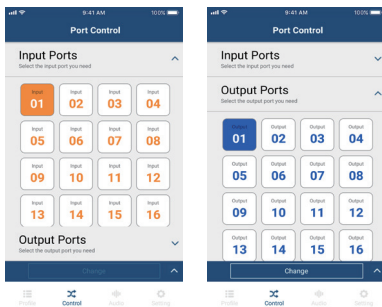 9:41 AM
100%
Port Control
Input Ports
Select the input port you need
Input
01
Input
02
Input
03
Input
04
Input
05
Input
06
Input
07
Input
08
Input
09
Input
10
Input
11
Input
12
Input
13
Input
14
Input
15
Input
16
Output Ports
Select the output port you need
Change
Profile
Control
Audio
Setting
9:41 AM
100%
Port Control
Input Ports
Select the input port you need
Output Ports
Select the output port you need
Output
01
Output
02
Output
03
Output
04
Output
05
Output
06
Output
07
Output
08
Output
09
Output
10
Output
11
Output
12
Output
13
Output
14
Output
15
Output
16
Change
Profile
Control
Audio
Setting